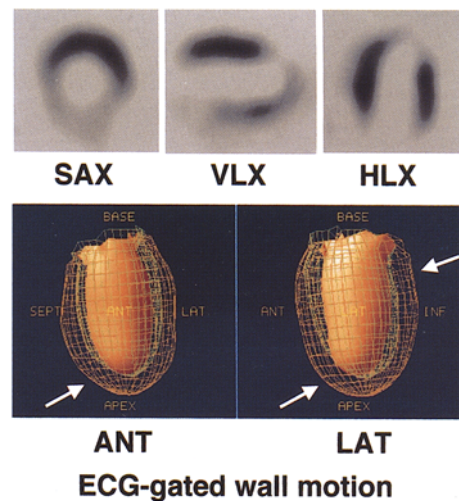 SAX VLX HLX
BASE BASE
SEPT ANT LAT ANT LAT INF
APEX APEX
ANT LAT
ECG-gated wall motion